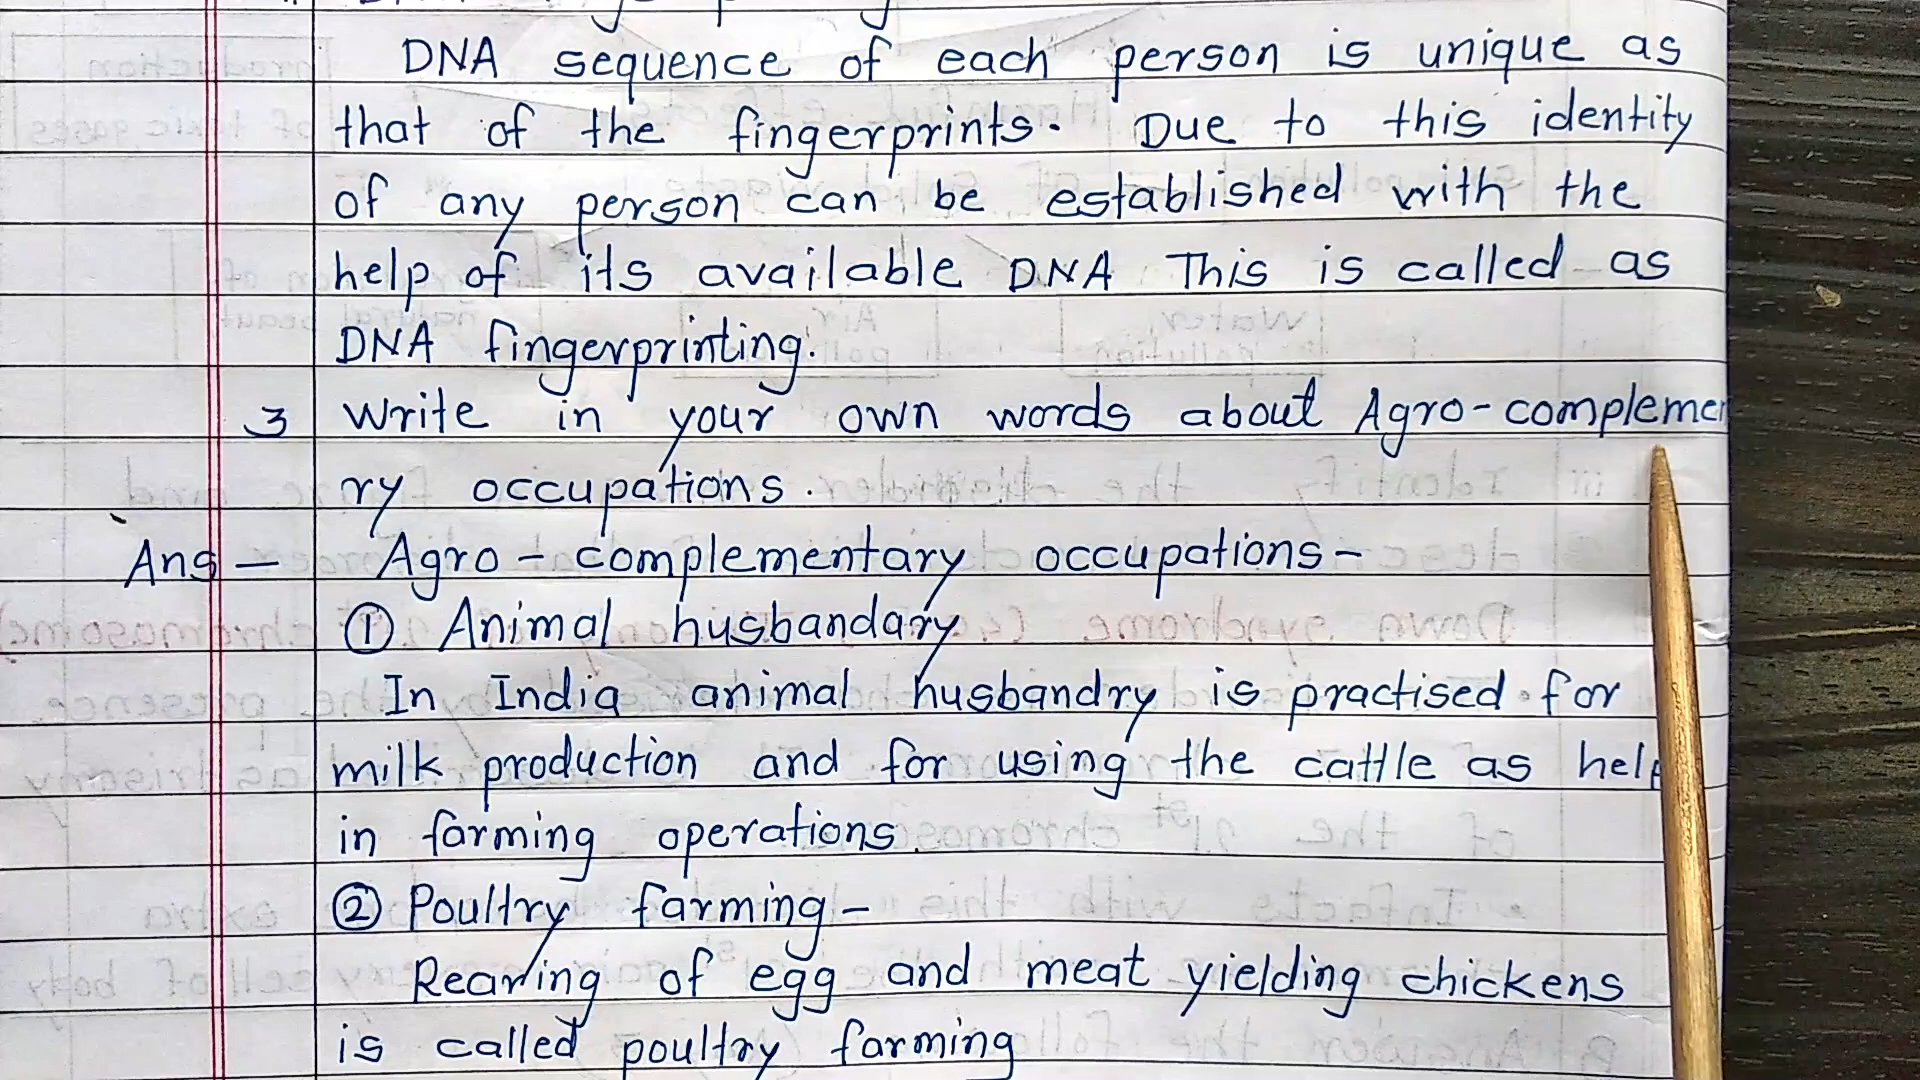 DNA sequence of each person is unique as
that of the fingerprints. Due to this identity
of any person can be established with the
help of its available DNA This is called as
DNA fingerprinting.
3 Write in your own words about Agro-compleme
ry occupations.
Ans - Agro - complementary occupations -
① Animal husbandary
In India animal husbandry is practised for
milk production and for using the cattle as help
in farming operations
② Poultry farming -
Rearing of egg and meat yielding chickens
is called poultry farming